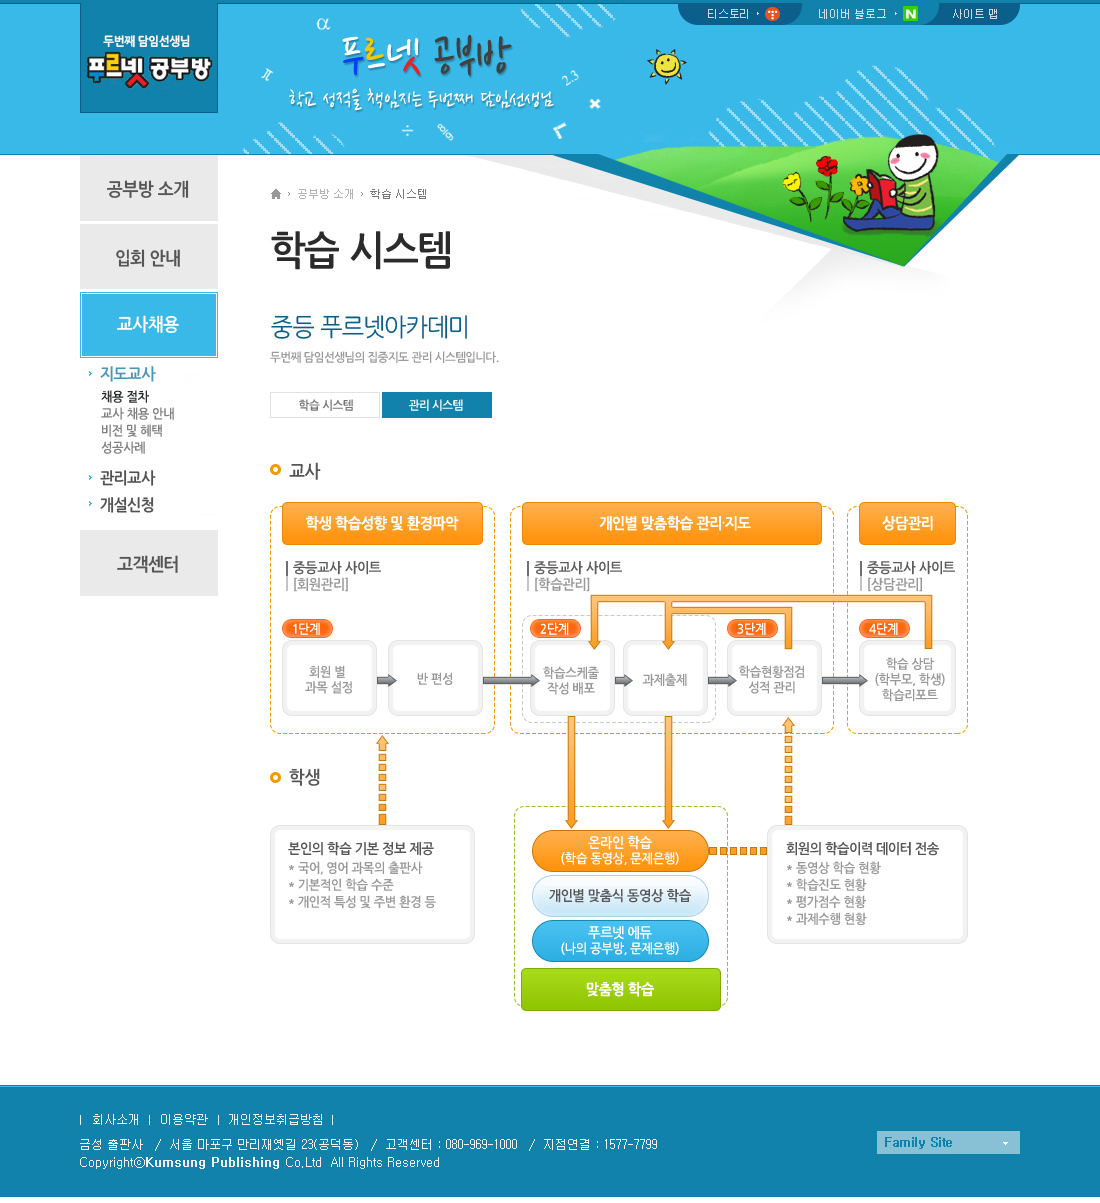 두번째 담임선생님
푸르넷 공부방
α
π
푸르넷 공부방
2.3
학교 성적을 책임지는 두번째 담임선생님
÷
티스토리
네이버 블로그
N
사이트 맵
공부방 소개
입회 안내
교사채용
지도교사
채용 절차
교사 채용 안내
비전 및 혜택
성공사례
관리교사
개설신청
고객센터
공부방 소개 > 학습 시스템
학습 시스템
중등 푸르넷아카데미
두번째 담임선생님의 집중지도 관리 시스템입니다.
학습 시스템
관리 시스템
교사
학생 학습성향 및 환경파악
중등교사 사이트
[회원관리]
1단계
회원 별
과목 설정
반 편성
개인별 맞춤학습 관리·지도
중등교사 사이트
[학습관리]
2단계
학습스케줄
작성 배포
과제출제
3단계
학습현황점검
성적 관리
상담관리
중등교사 사이트
[상담관리]
4단계
학습 상담
(학부모, 학생)
학습리포트
학생
본인의 학습 기본 정보 제공
* 국어, 영어 과목의 출판사
* 기본적인 학습 수준
* 개인적 특성 및 주변 환경 등
온라인 학습
(학습 동영상, 문제은행)
개인별 맞춤식 동영상 학습
푸르넷 에듀
(나의 공부방, 문제은행)
맞춤형 학습
회원의 학습이력 데이터 전송
* 동영상 학습 현황
* 학습진도 현황
* 평가점수 현황
* 과제수행 현황
| 회사소개 | 이용약관 | 개인정보취급방침 |
금성 출판사 / 서울 마포구 만리재옛길 23(공덕동) / 고객센터 : 080-969-1000 / 지점연결 : 1577-7799
CopyrightⓒKumsung Publishing Co,Ltd All Rights Reserved
Family Site